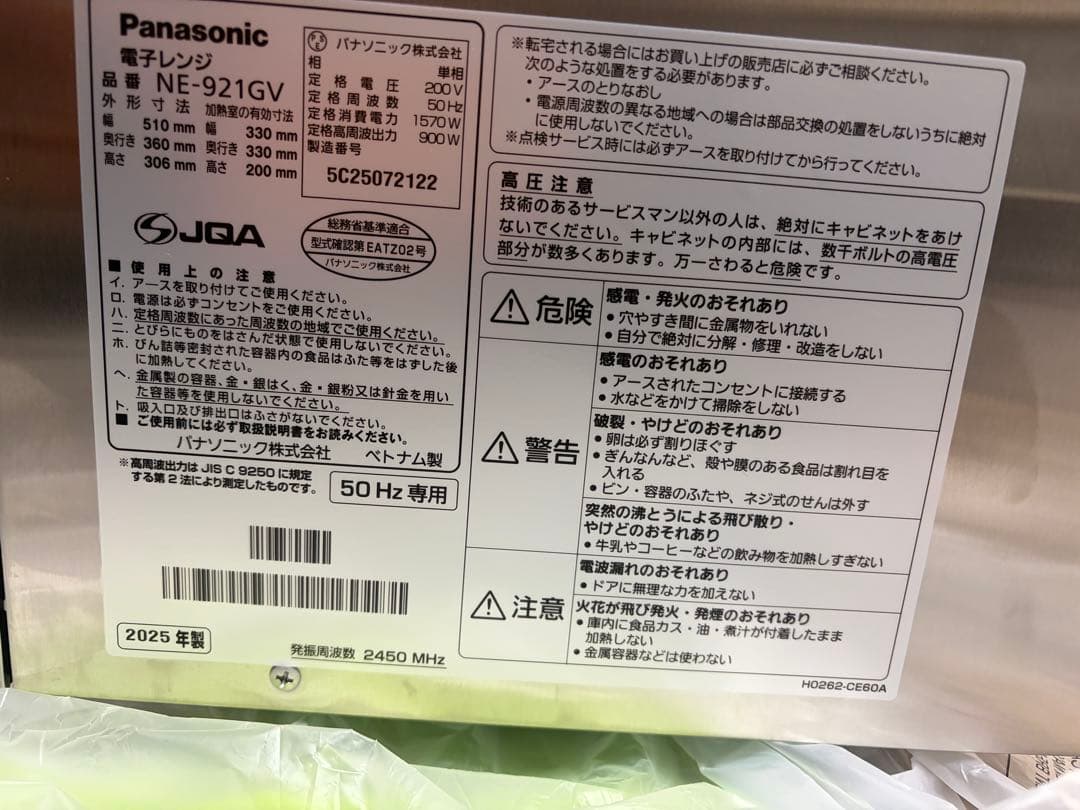 Panasonic
電子レンジ
品番 NE-921GV
外形寸法 加熱室の有効寸法
幅 510 mm 幅 330 mm
奥行き 360 mm 奥行き 330 mm
高さ 306 mm 高さ 200 mm
PSE パナソニック株式会社
相 単相
定格電圧 200 V
定格周波数 50 Hz
定格消費電力 1570 W
定格高周波出力 900 W
製造番号
5C25072122
JQA
総務省基準適合
型式確認第EATZ02号
パナソニック株式会社
■ 使用上の注意
イ. アースを取り付けてご使用ください。
ロ. 電源は必ずコンセントをご使用ください。
ハ. 定格周波数にあった周波数の地域でご使用ください。
ニ. とびらにものをはさんだ状態で使用しないでください。
ホ. びん詰等密封された容器内の食品はふた等をはずした後
に加熱してください。
ヘ. 金属製の容器、金・銀はく、金・銀粉又は針金を用い
た容器等を使用しないでください。
ト. 吸入口及び排出口はふさがないでください。
■ ご使用前には必ず取扱説明書をお読みください。
パナソニック株式会社 ベトナム製
※高周波出力は JIS C 9250 に規定
する第2法により測定したものです。
50 Hz 専用
2025 年製
発振周波数 2450 MHz
※転宅される場合にはお買い上げの販売店に必ずご相談ください。
次のような処置をする必要があります。
・アースのとりなおし
・電源周波数の異なる地域への場合は部品交換の処置をしないうちに絶対
に使用しないでください。
※点検サービス時には必ずアースを取り付けてから行ってください。
高圧注意
技術のあるサービスマン以外の人は、絶対にキャビネットをあけ
ないでください。キャビネットの内部には、数千ボルトの高電圧
部分が数多くあります。万一さわると危険です。
危険
感電・発火のおそれあり
● 穴やすき間に金属物をいれない
● 自分で絶対に分解・修理・改造をしない
警告
感電のおそれあり
● アースされたコンセントに接続する
● 水などをかけて掃除をしない
破裂・やけどのおそれあり
● 卵は必ず割りほぐす
● ぎんなんなど、殻や膜のある食品は割れ目を
入れる
● ビン・容器のふたや、ネジ式のせんは外す
突然の沸とうによる飛び散り・
やけどのおそれあり
● 牛乳やコーヒーなどの飲み物を加熱しすぎない
注意
電波漏れのおそれあり
● ドアに無理な力を加えない
火花が飛び発火・発煙のおそれあり
● 庫内に食品カス・油・煮汁が付着したまま
加熱しない
● 金属容器などは使わない
H0262-CE60A